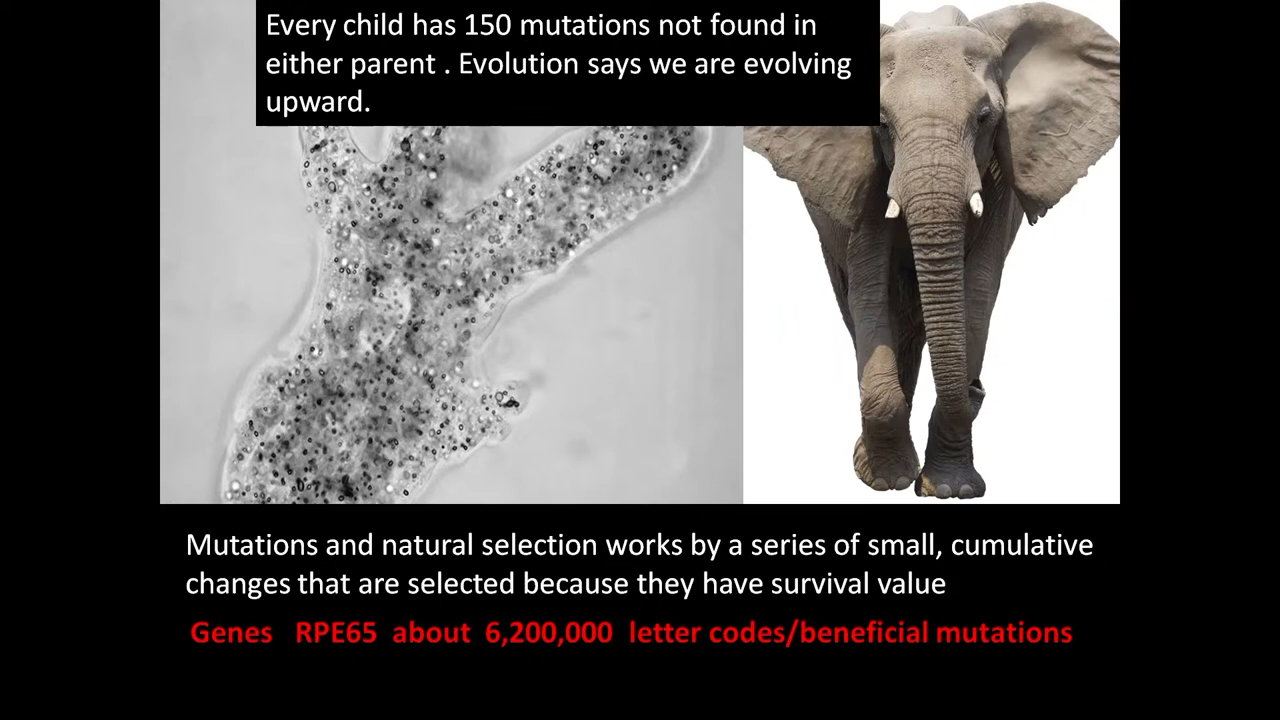 Every child has 150 mutations not found in
either parent . Evolution says we are evolving
upward.
Mutations and natural selection works by a series of small, cumulative
changes that are selected because they have survival value
Genes RPE65 about 6,200,000 letter codes/beneficial mutations